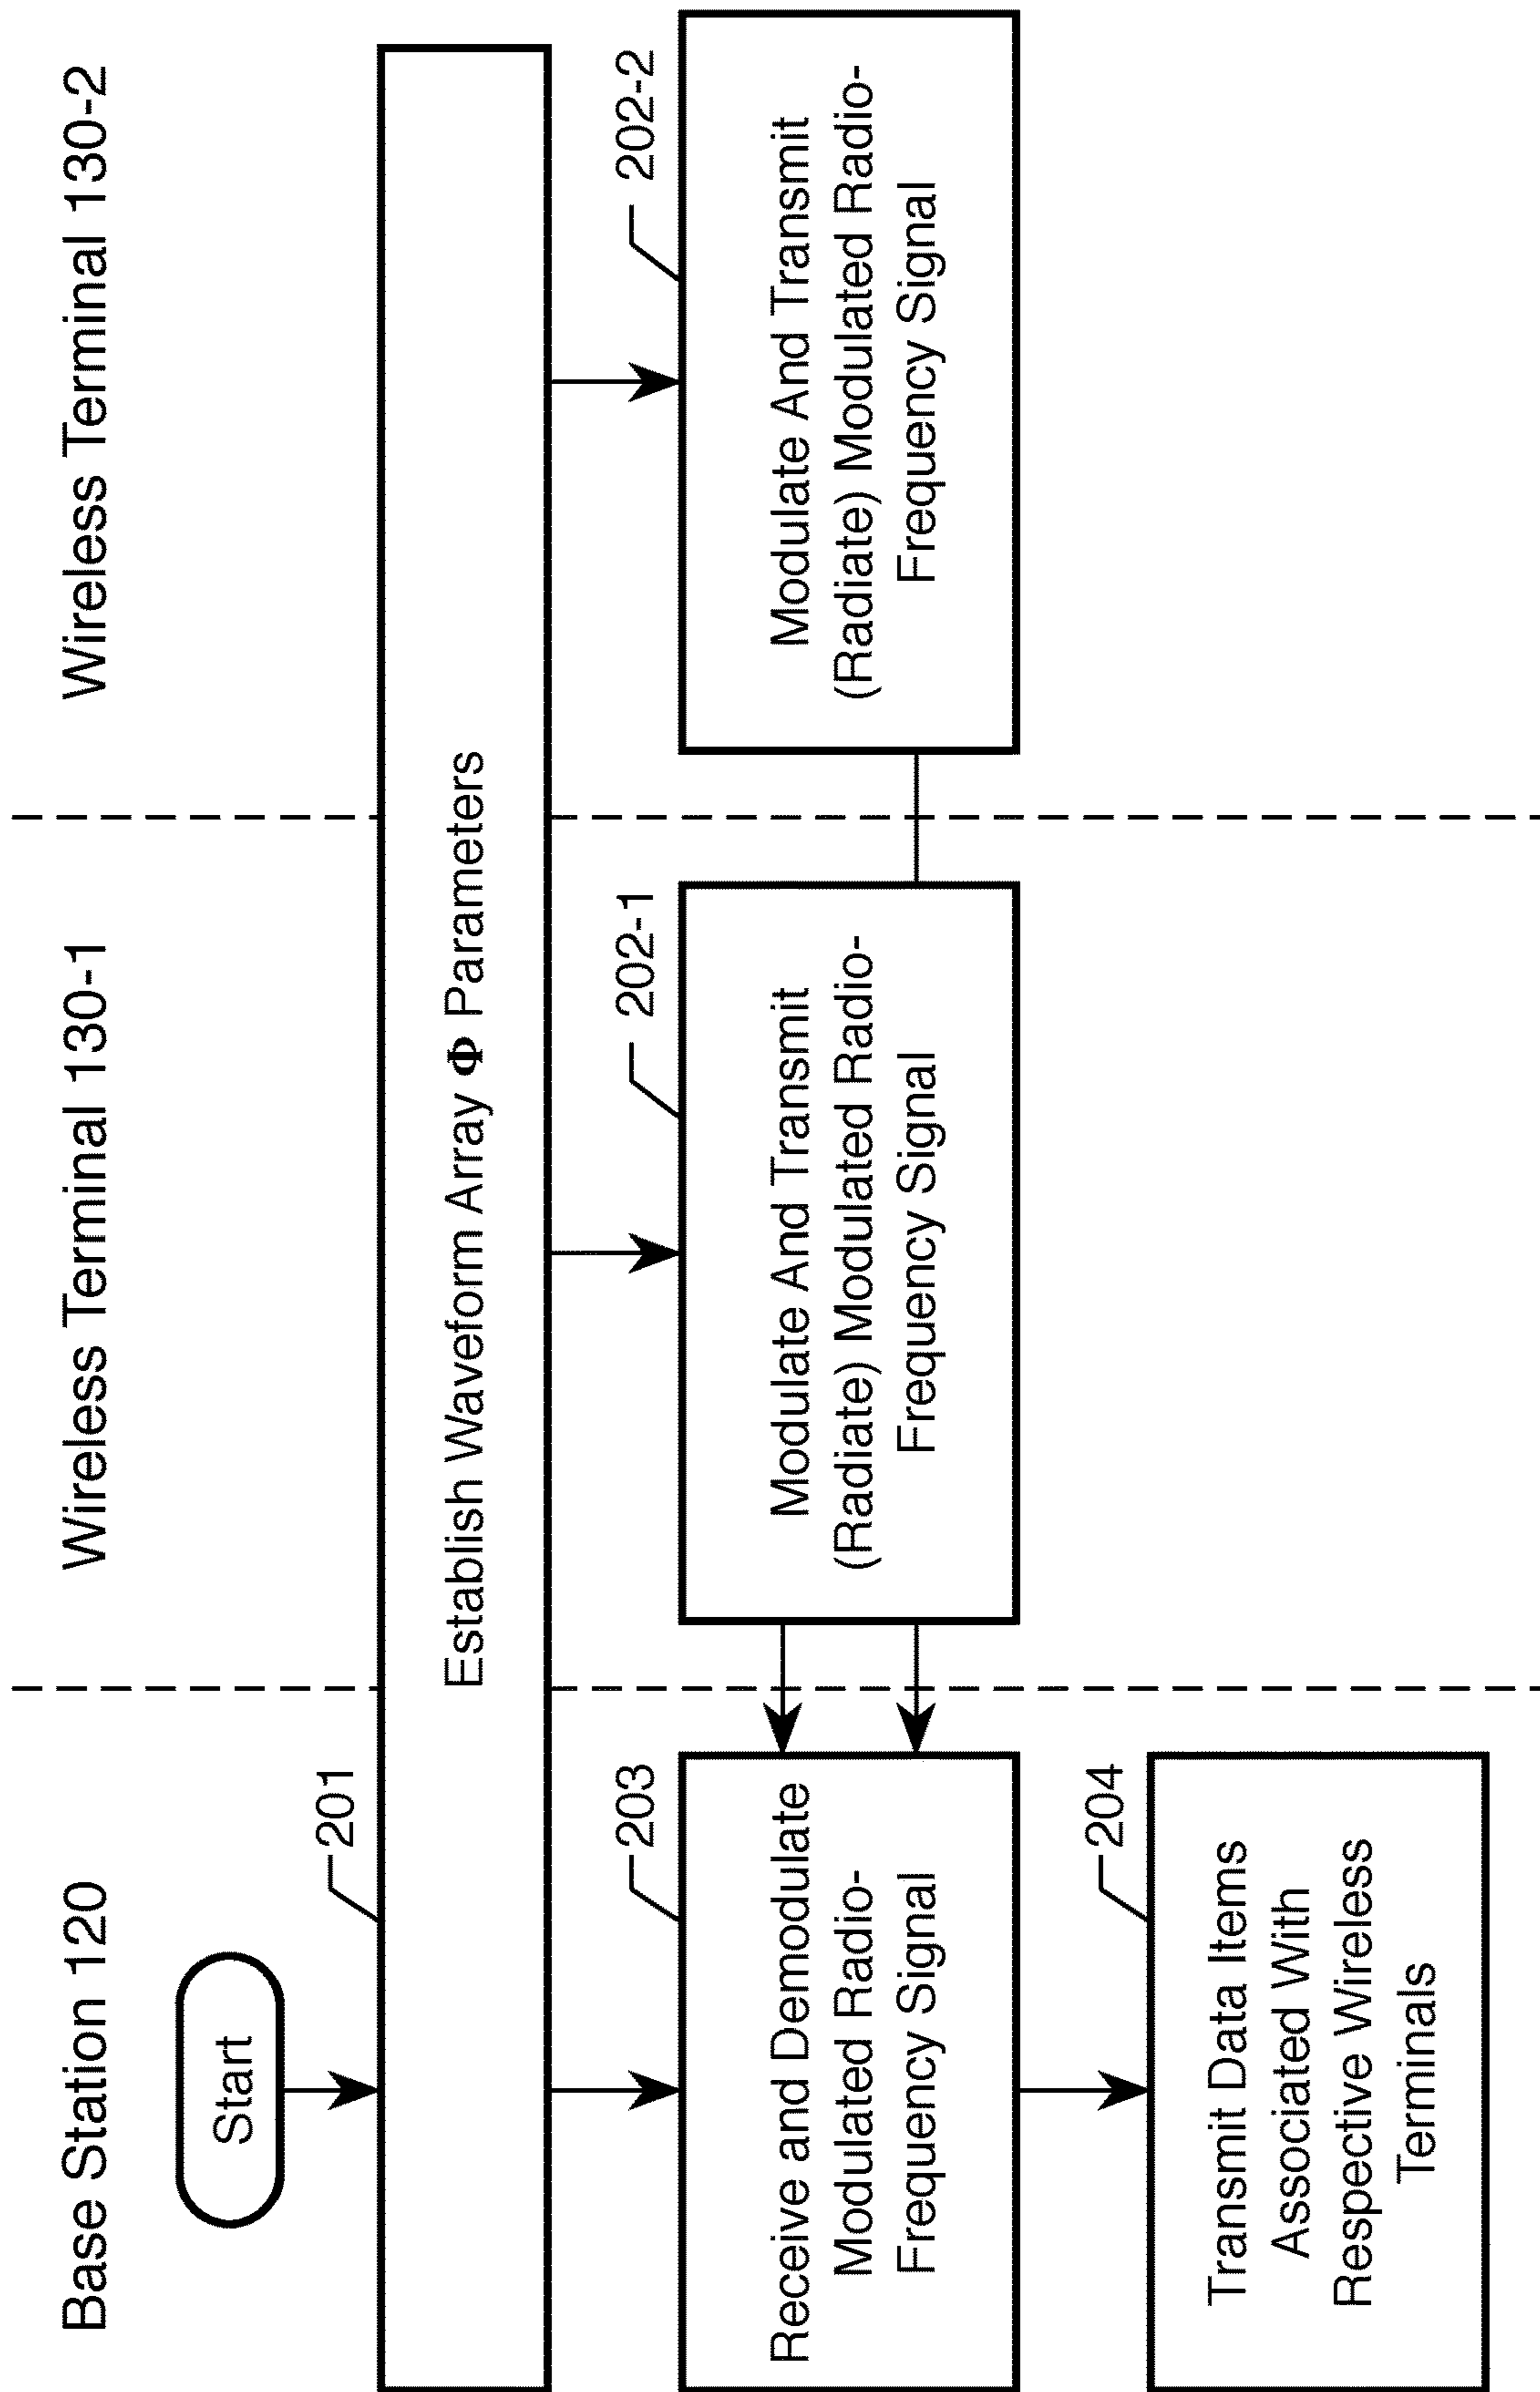 Base Station 120
Wireless Terminal 130-1
Wireless Terminal 130-2
Start
201
Establish Waveform Array Φ Parameters
203
202-1
202-2
Receive and Demodulate
Modulated Radio-
Frequency Signal
Modulate And Transmit
(Radiate) Modulated Radio-
Frequency Signal
Modulate And Transmit
(Radiate) Modulated Radio-
Frequency Signal
204
Transmit Data Items
Associated With
Respective Wireless
Terminals